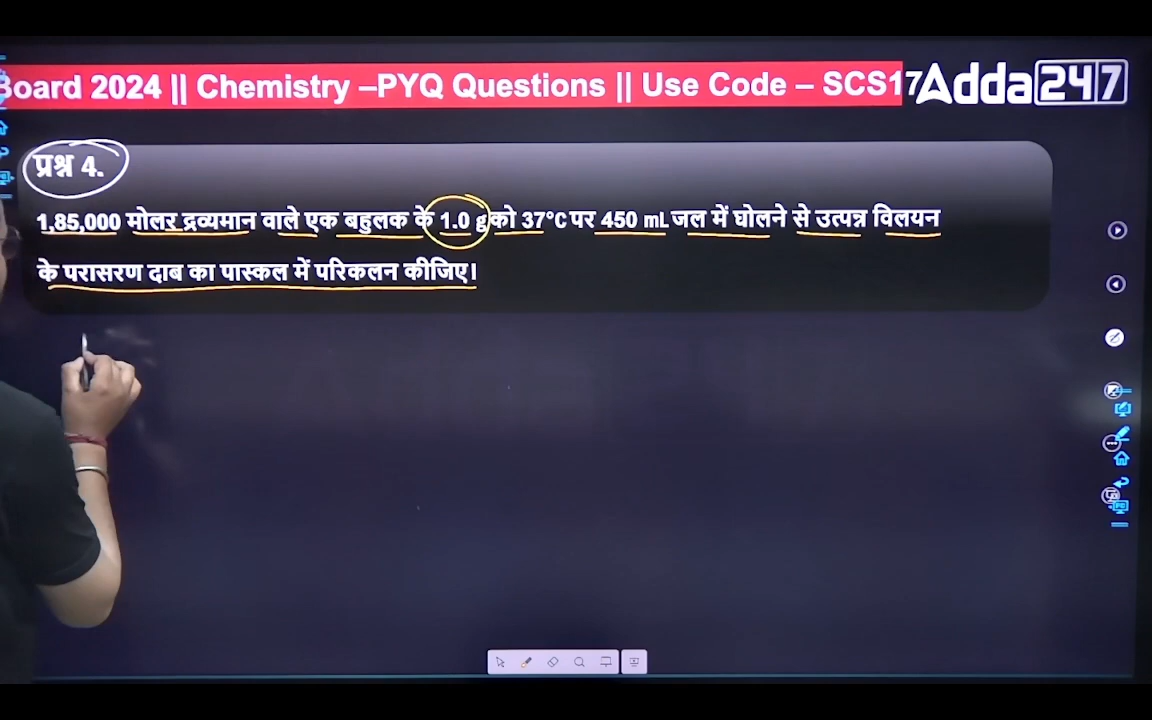 Board 2024 || Chemistry –PYQ Questions || Use Code – SCS17
Adda247
प्रश्न 4.
1,85,000 मोलर द्रव्यमान वाले एक बहुलक के 1.0 g को 37°C पर 450 mL जल में घोलने से उत्पन्न विलयन
के परासरण दाब का पास्कल में परिकलन कीजिए।